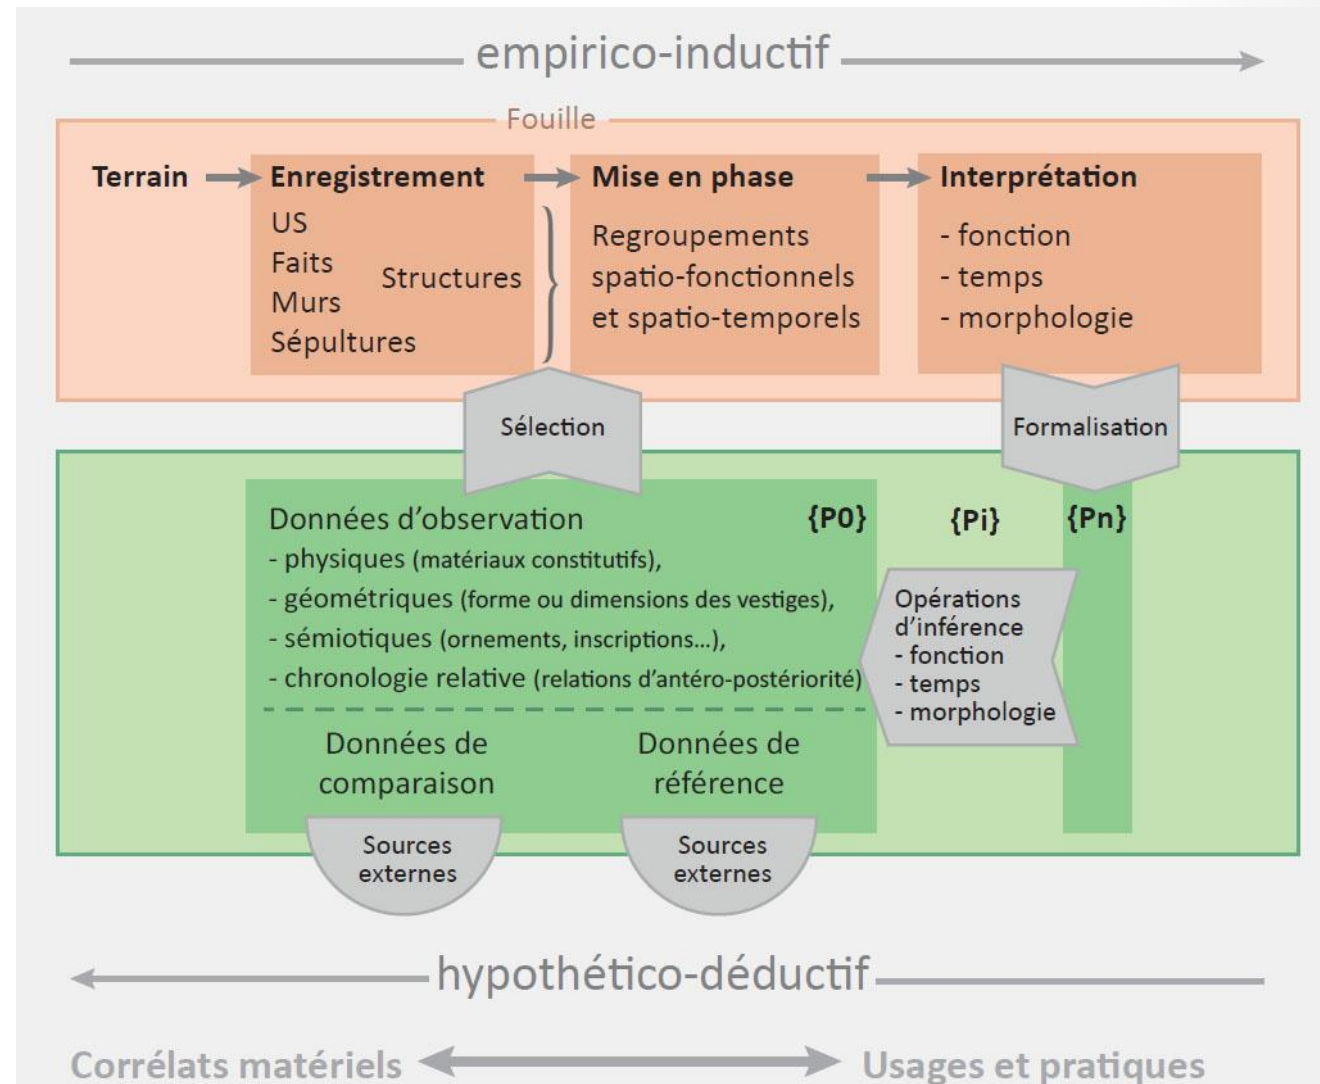 empirico-inductif
Fouille
Terrain
Enregistrement
US
Faits
Murs
Sépultures
Structures
Mise en phase
Regroupements
spatio-fonctionnels
et spatio-temporels
Interprétation
- fonction
- temps
- morphologie
Sélection
Formalisation
Données d’observation
{P0}
{Pi}
{Pn}
- physiques (matériaux constitutifs),
- géométriques (forme ou dimensions des vestiges),
- sémiotiques (ornements, inscriptions...),
- chronologie relative (relations d’antéro-postériorité)
Opérations
d’inférence
- fonction
- temps
- morphologie
Données de
comparaison
Données de
référence
Sources
externes
Sources
externes
hypothético-déductif
Corrélats matériels
Usages et pratiques